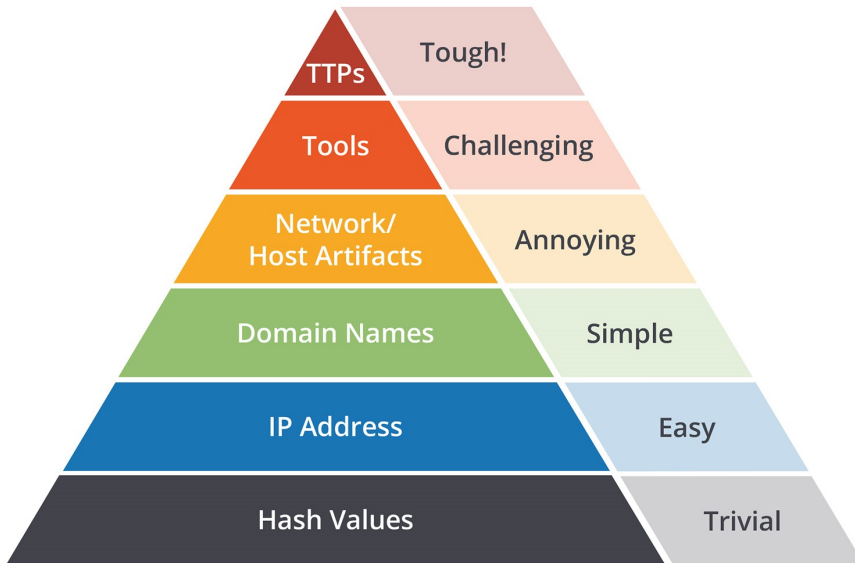 TTPs
Tough!
Tools
Challenging
Network/
Host Artifacts
Annoying
Domain Names
Simple
IP Address
Easy
Hash Values
Trivial